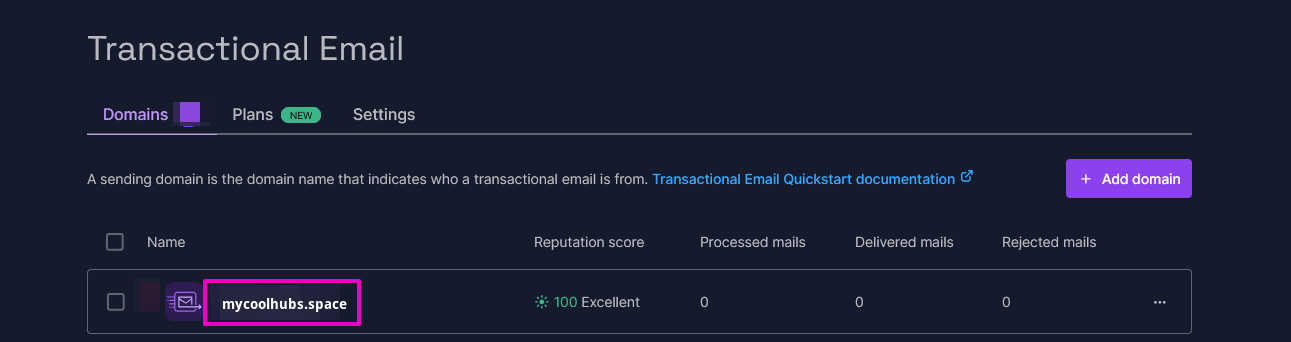 Transactional Email
Domains Plans NEW Settings
A sending domain is the domain name that indicates who a transactional email is from. Transactional Email Quickstart documentation
+ Add domain
Name Reputation score Processed mails Delivered mails Rejected mails
mycoolhubs.space 100 Excellent 0 0 0 ...